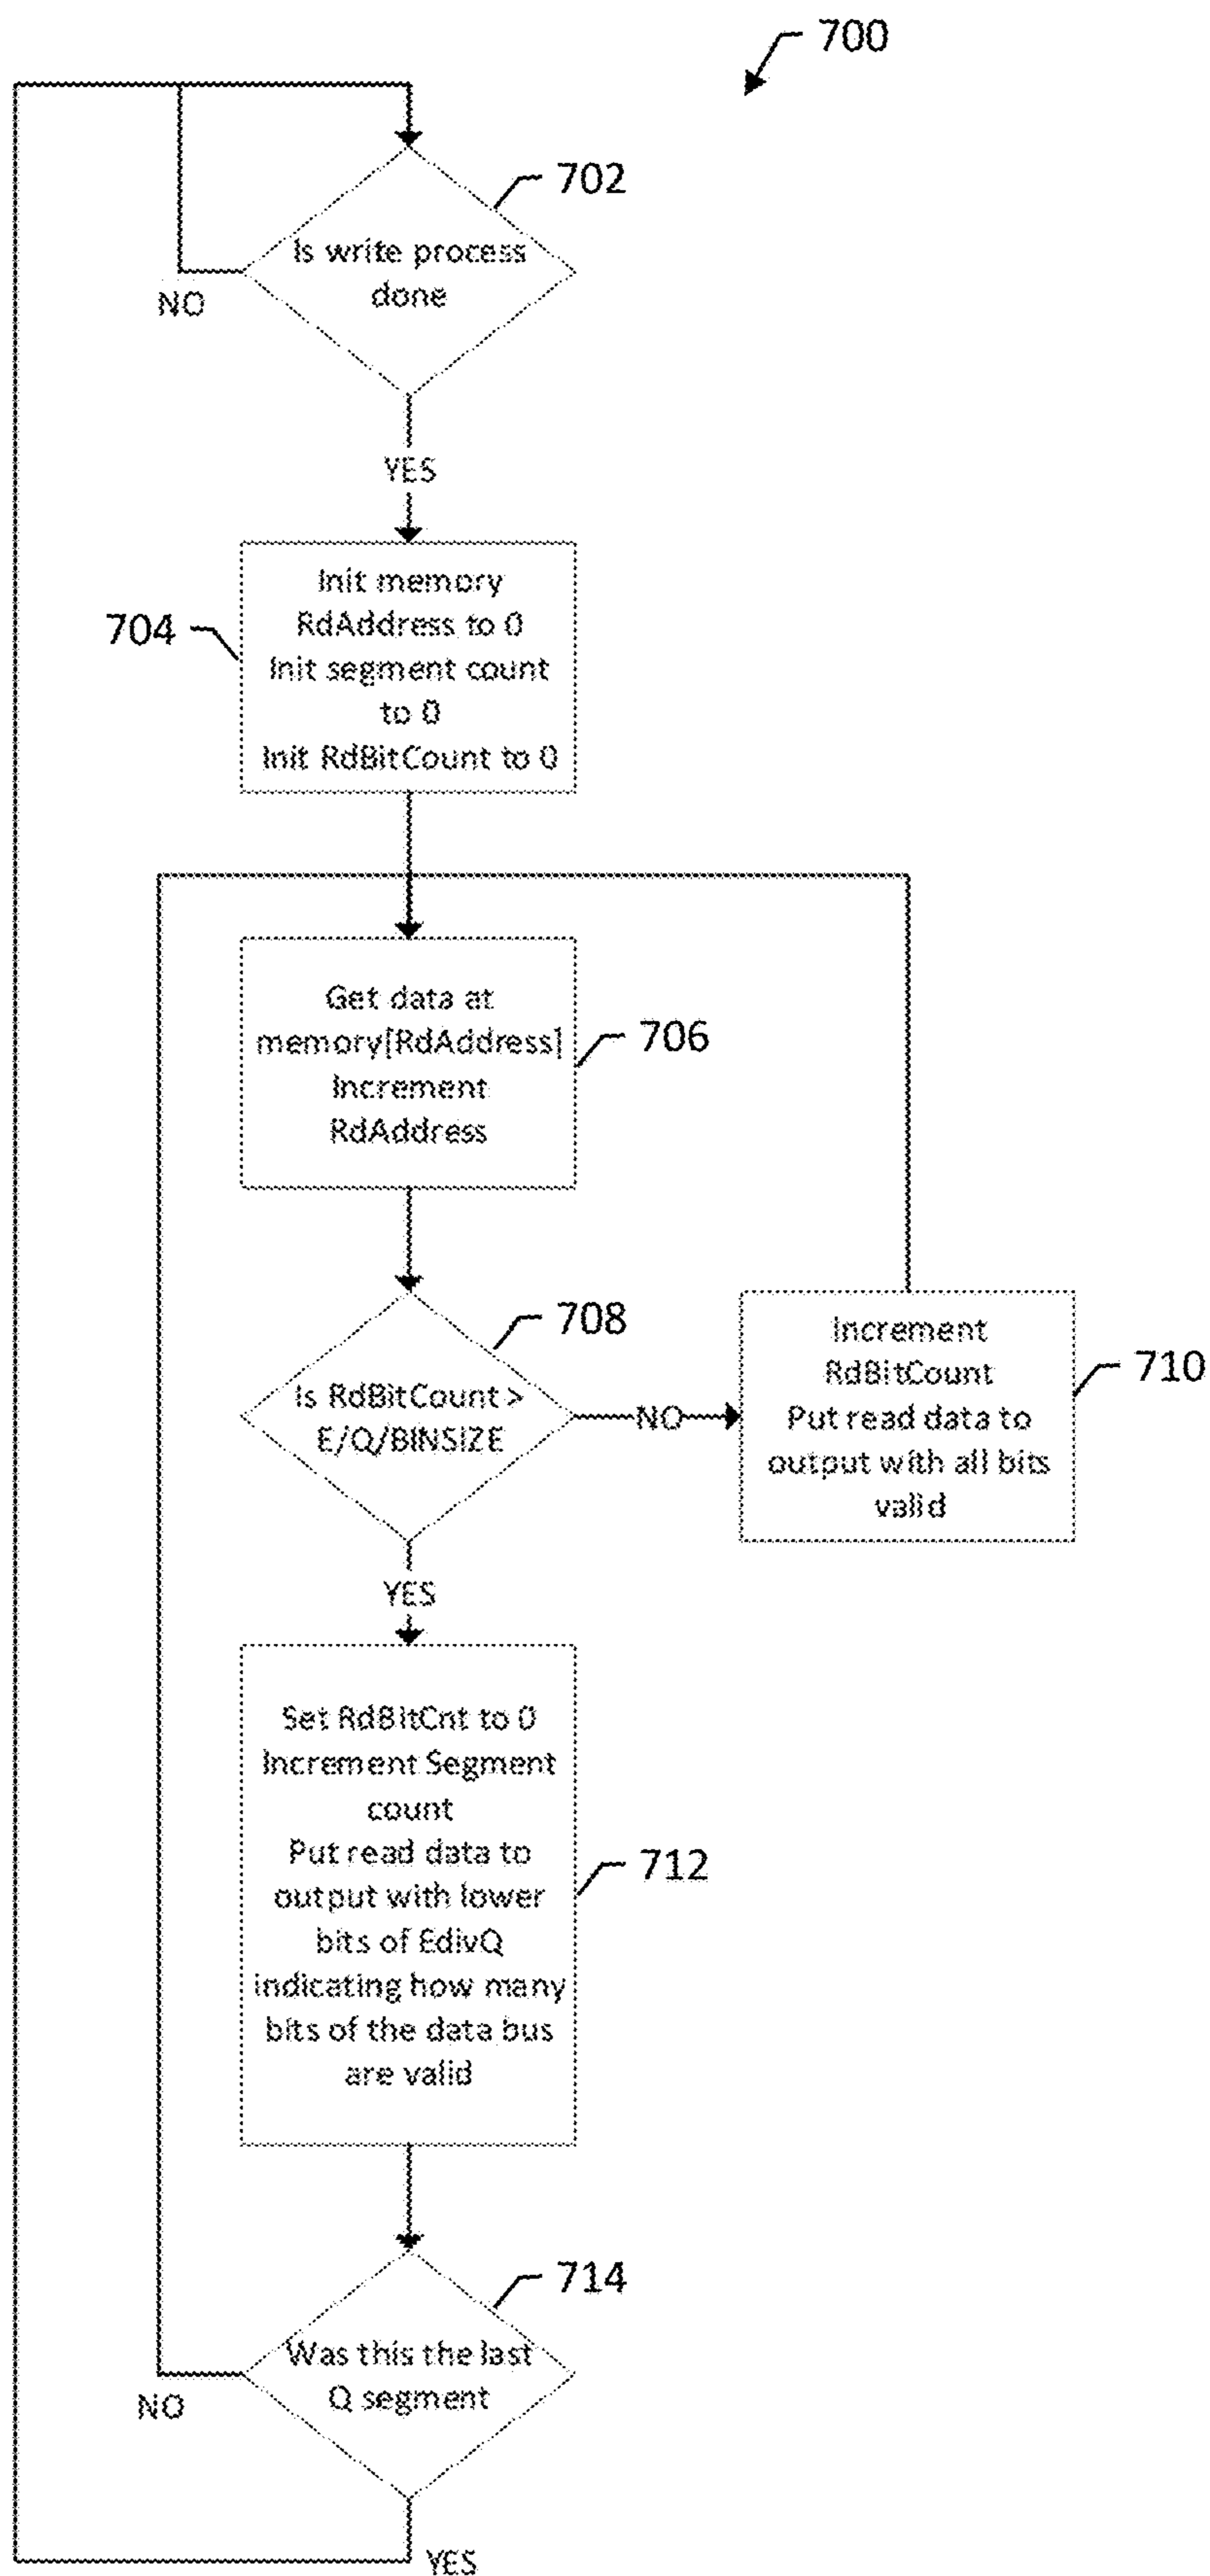 700
702
Is write process
done
NO
YES
704
Init memory
RdAddress to 0
Init segment count
to 0
Init RdBitCount to 0
Get data at
memory[RdAddress]
Increment
RdAddress
706
708
Is RdBitCount >
E/Q/BINSIZE
NO
Increment
RdBitCount
Put read data to
output with all bits
valid
710
YES
Set RdBitCnt to 0
Increment Segment
count
Put read data to
output with lower
bits of EdivQ
indicating how many
bits of the data bus
are valid
712
714
Was this the last
Q segment
NO
YES